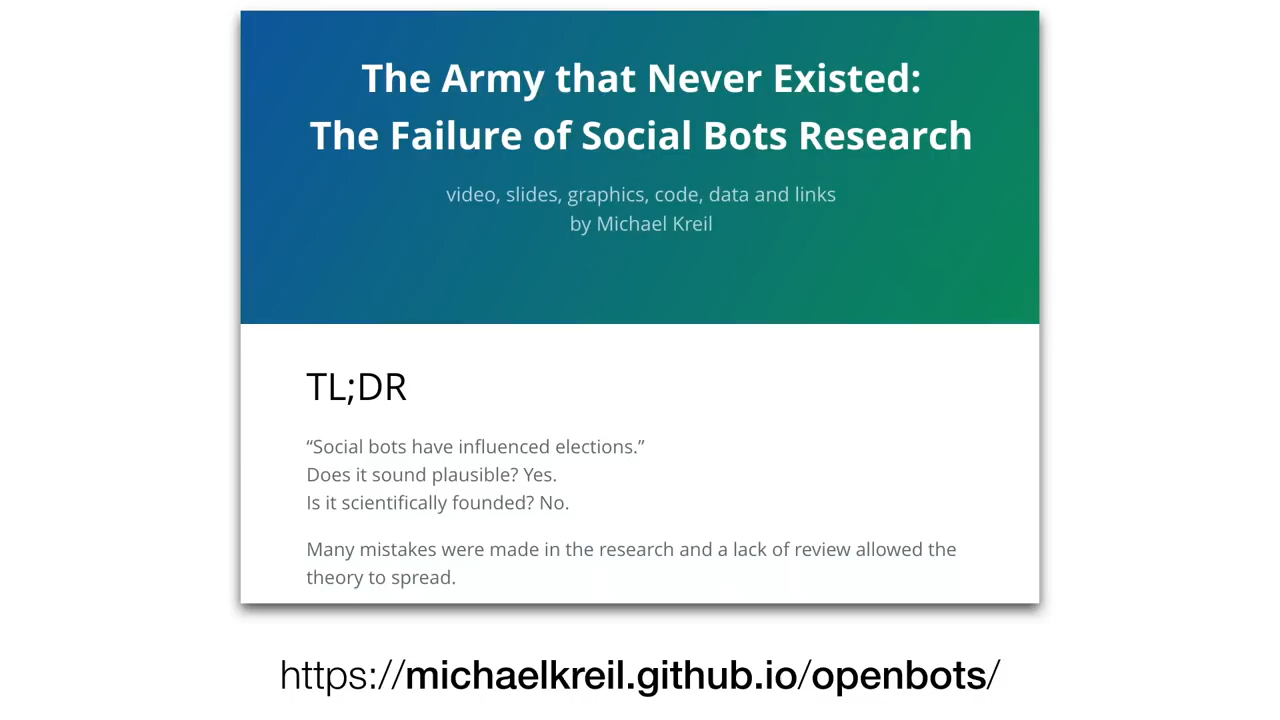 The Army that Never Existed:
The Failure of Social Bots Research
video, slides, graphics, code, data and links
by Michael Kreil
TL;DR
“Social bots have influenced elections.”
Does it sound plausible? Yes.
Is it scientifically founded? No.
Many mistakes were made in the research and a lack of review allowed the
theory to spread.
https://michaelkreil.github.io/openbots/